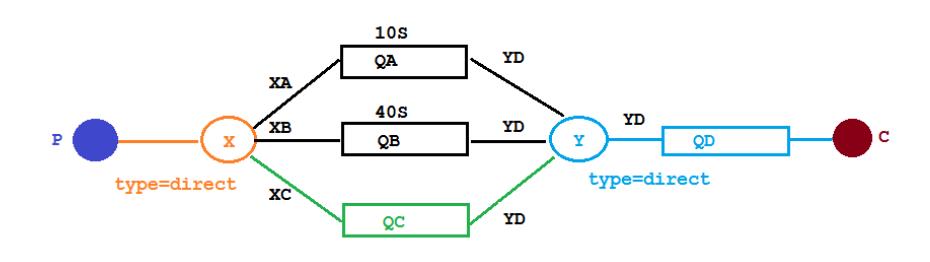 10S
QA
XA
YD
40S
XB
QB
YD
P
X
Y
YD
QD
C
type=direct
type=direct
XC
QC
YD